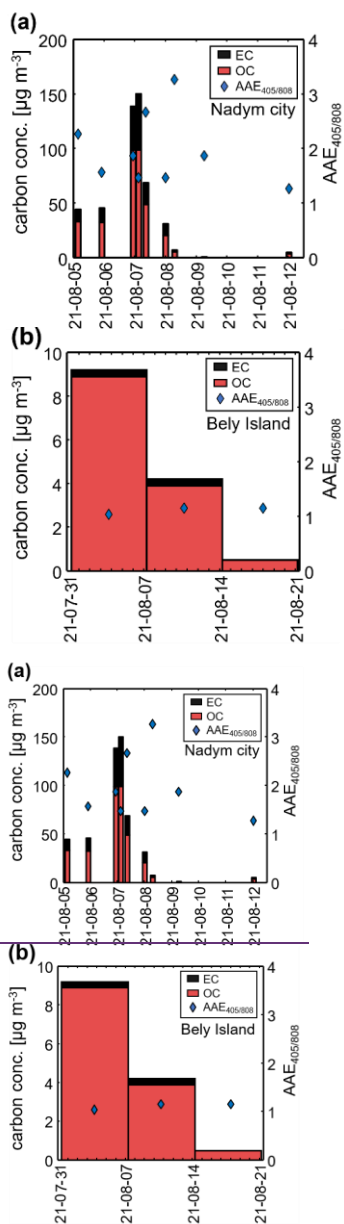 (a)
200
150
100
50
0
carbon conc. [µg m⁻³]
EC
OC
AAE₄₀₅/₈₀₈
Nadym city
4
3
2
1
0
AAE₄₀₅/₈₀₈
21-08-05
21-08-06
21-08-07
21-08-08
21-08-09
21-08-10
21-08-11
21-08-12
(b)
10
8
6
4
2
0
carbon conc. [µg m⁻³]
EC
OC
AAE₄₀₅/₈₀₈
Bely Island
4
3
2
1
0
AAE₄₀₅/₈₀₈
21-07-31
21-08-07
21-08-14
21-08-21
(a)
200
150
100
50
0
carbon conc. [µg m⁻³]
EC
OC
AAE₄₀₅/₈₀₈
Nadym city
4
3
2
1
0
AAE₄₀₅/₈₀₈
21-08-05
21-08-06
21-08-07
21-08-08
21-08-09
21-08-10
21-08-11
21-08-12
(b)
10
8
6
4
2
0
carbon conc. [µg m⁻³]
EC
OC
AAE₄₀₅/₈₀₈
Bely Island
4
3
2
1
0
AAE₄₀₅/₈₀₈
21-07-31
21-08-07
21-08-14
21-08-21